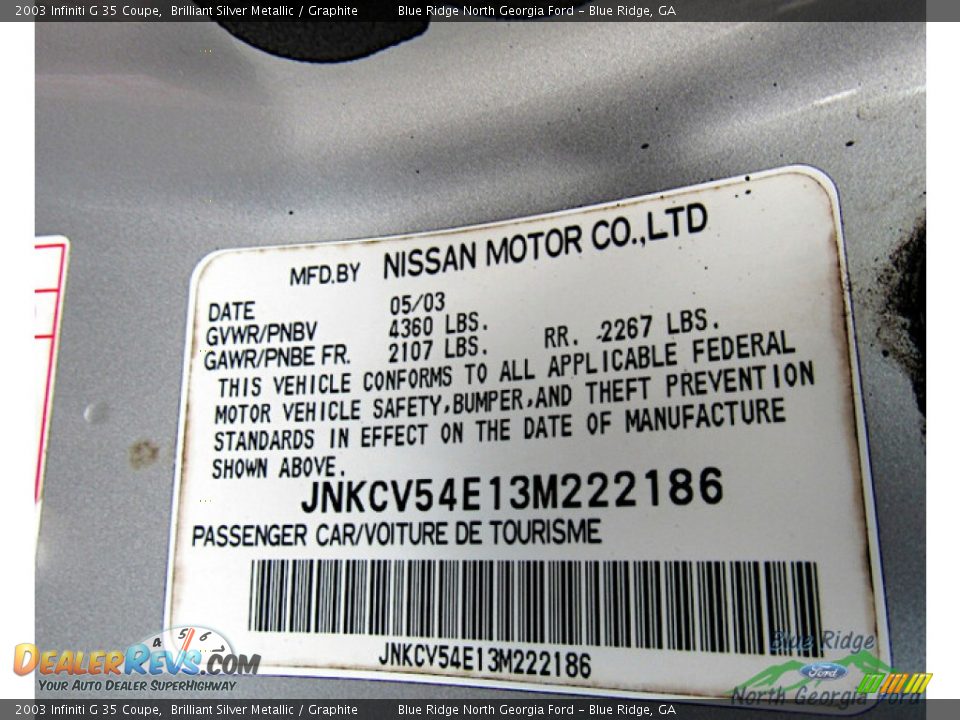 2003 Infiniti G 35 Coupe, Brilliant Silver Metallic / Graphite Blue Ridge North Georgia Ford - Blue Ridge, GA
MFD.BY NISSAN MOTOR CO.,LTD
DATE 05/03
GVWR/PNBV 4360 LBS.
GAWR/PNBE FR. 2107 LBS. RR. 2267 LBS.
THIS VEHICLE CONFORMS TO ALL APPLICABLE FEDERAL
MOTOR VEHICLE SAFETY,BUMPER,AND THEFT PREVENTION
STANDARDS IN EFFECT ON THE DATE OF MANUFACTURE
SHOWN ABOVE.
JNKCV54E13M222186
PASSENGER CAR/VOITURE DE TOURISME
JNKCV54E13M222186
4 5 6
DEALERREVS.COM
YOUR AUTO DEALER SUPERHIGHWAY
Blue Ridge
Ford
North Georgia Ford
2003 Infiniti G 35 Coupe, Brilliant Silver Metallic / Graphite Blue Ridge North Georgia Ford - Blue Ridge, GA